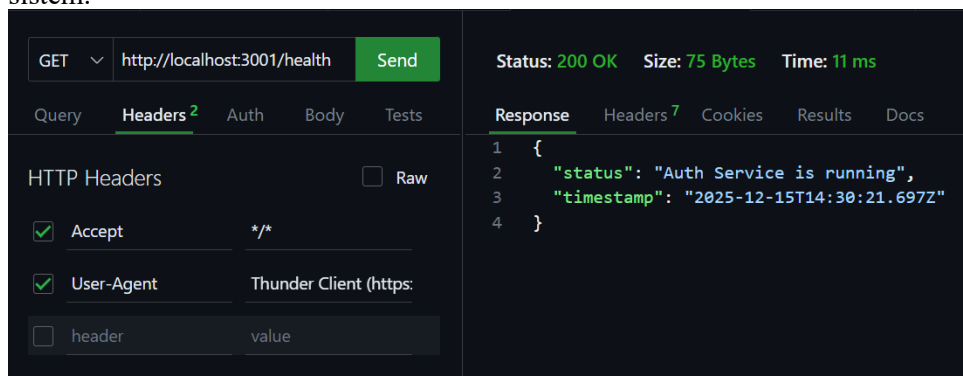 sistem.
GET http://localhost:3001/health Send
Query Headers 2 Auth Body Tests
HTTP Headers Raw
Accept */*
User-Agent Thunder Client (https:
header value
Status: 200 OK Size: 75 Bytes Time: 11 ms
Response Headers 7 Cookies Results Docs
1 {
2 "status": "Auth Service is running",
3 "timestamp": "2025-12-15T14:30:21.697Z"
4 }